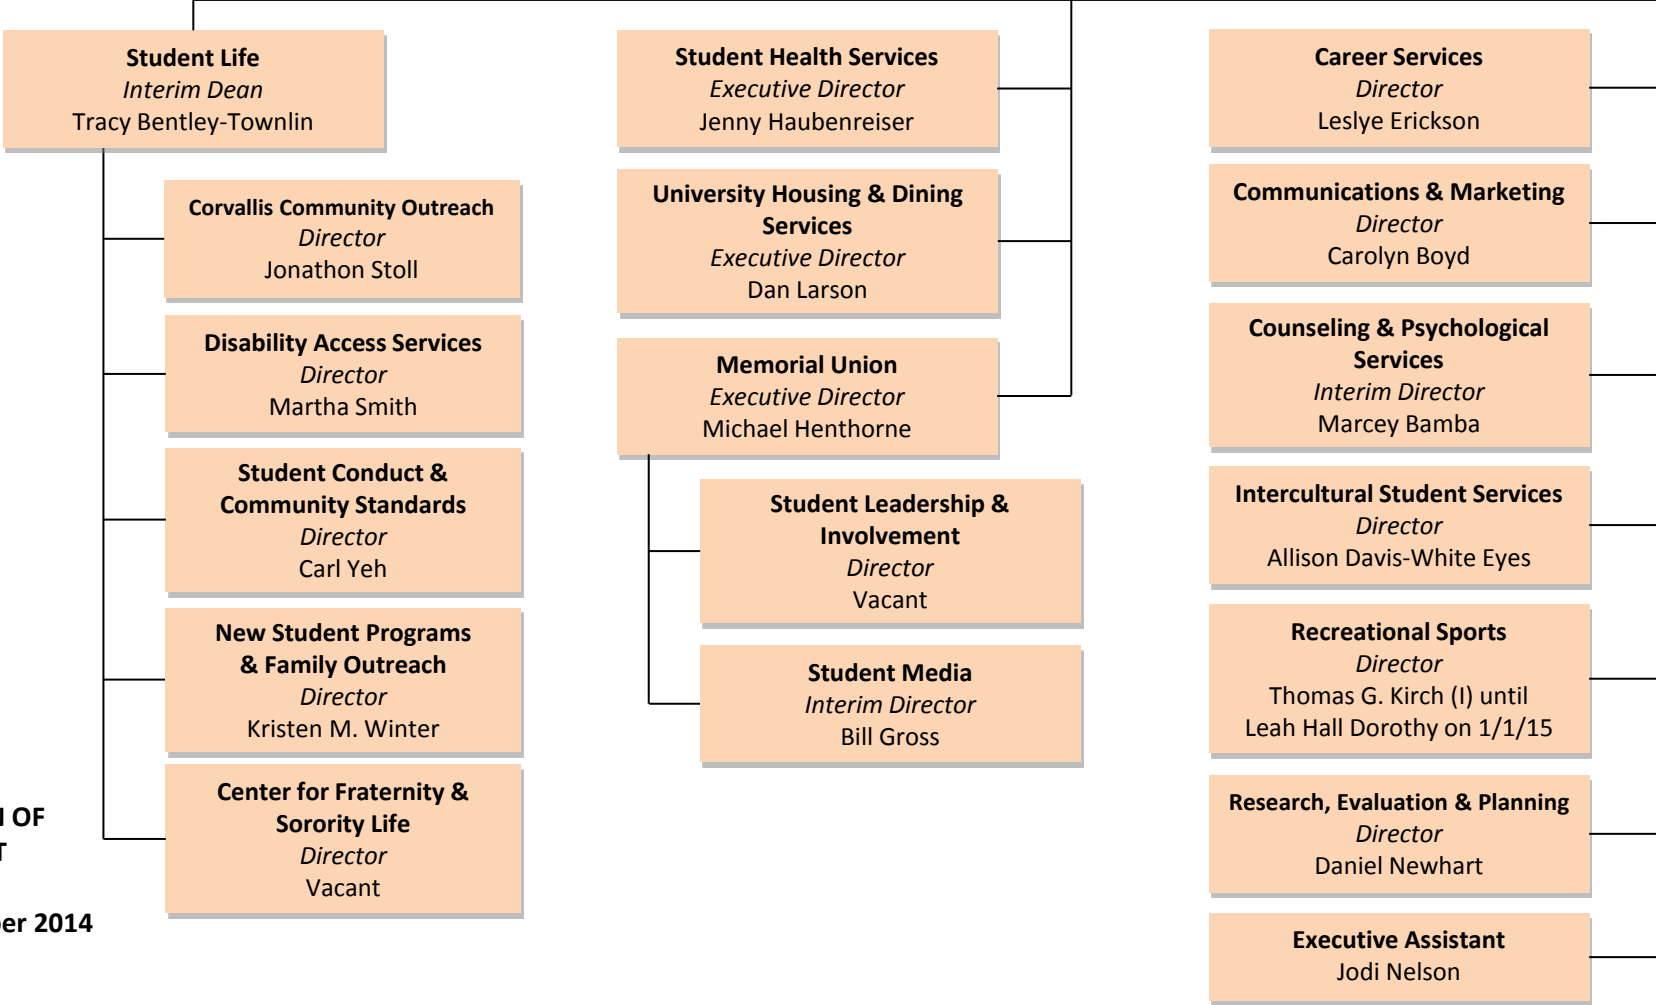 Student Life
Interim Dean
Tracy Bentley-Townlin
Corvallis Community Outreach
Director
Jonathon Stoll
Disability Access Services
Director
Martha Smith
Student Conduct &
Community Standards
Director
Carl Yeh
New Student Programs
& Family Outreach
Director
Kristen M. Winter
Center for Fraternity &
Sorority Life
Director
Vacant
OF
2014
Student Health Services
Executive Director
Jenny Haubenreiser
University Housing & Dining
Services
Executive Director
Dan Larson
Memorial Union
Executive Director
Michael Henthorne
Student Leadership &
Involvement
Director
Vacant
Student Media
Interim Director
Bill Gross
Career Services
Director
Leslye Erickson
Communications & Marketing
Director
Carolyn Boyd
Counseling & Psychological
Services
Interim Director
Marcey Bamba
Intercultural Student Services
Director
Allison Davis-White Eyes
Recreational Sports
Director
Thomas G. Kirch (I) until
Leah Hall Dorothy on 1/1/15
Research, Evaluation & Planning
Director
Daniel Newhart
Executive Assistant
Jodi Nelson